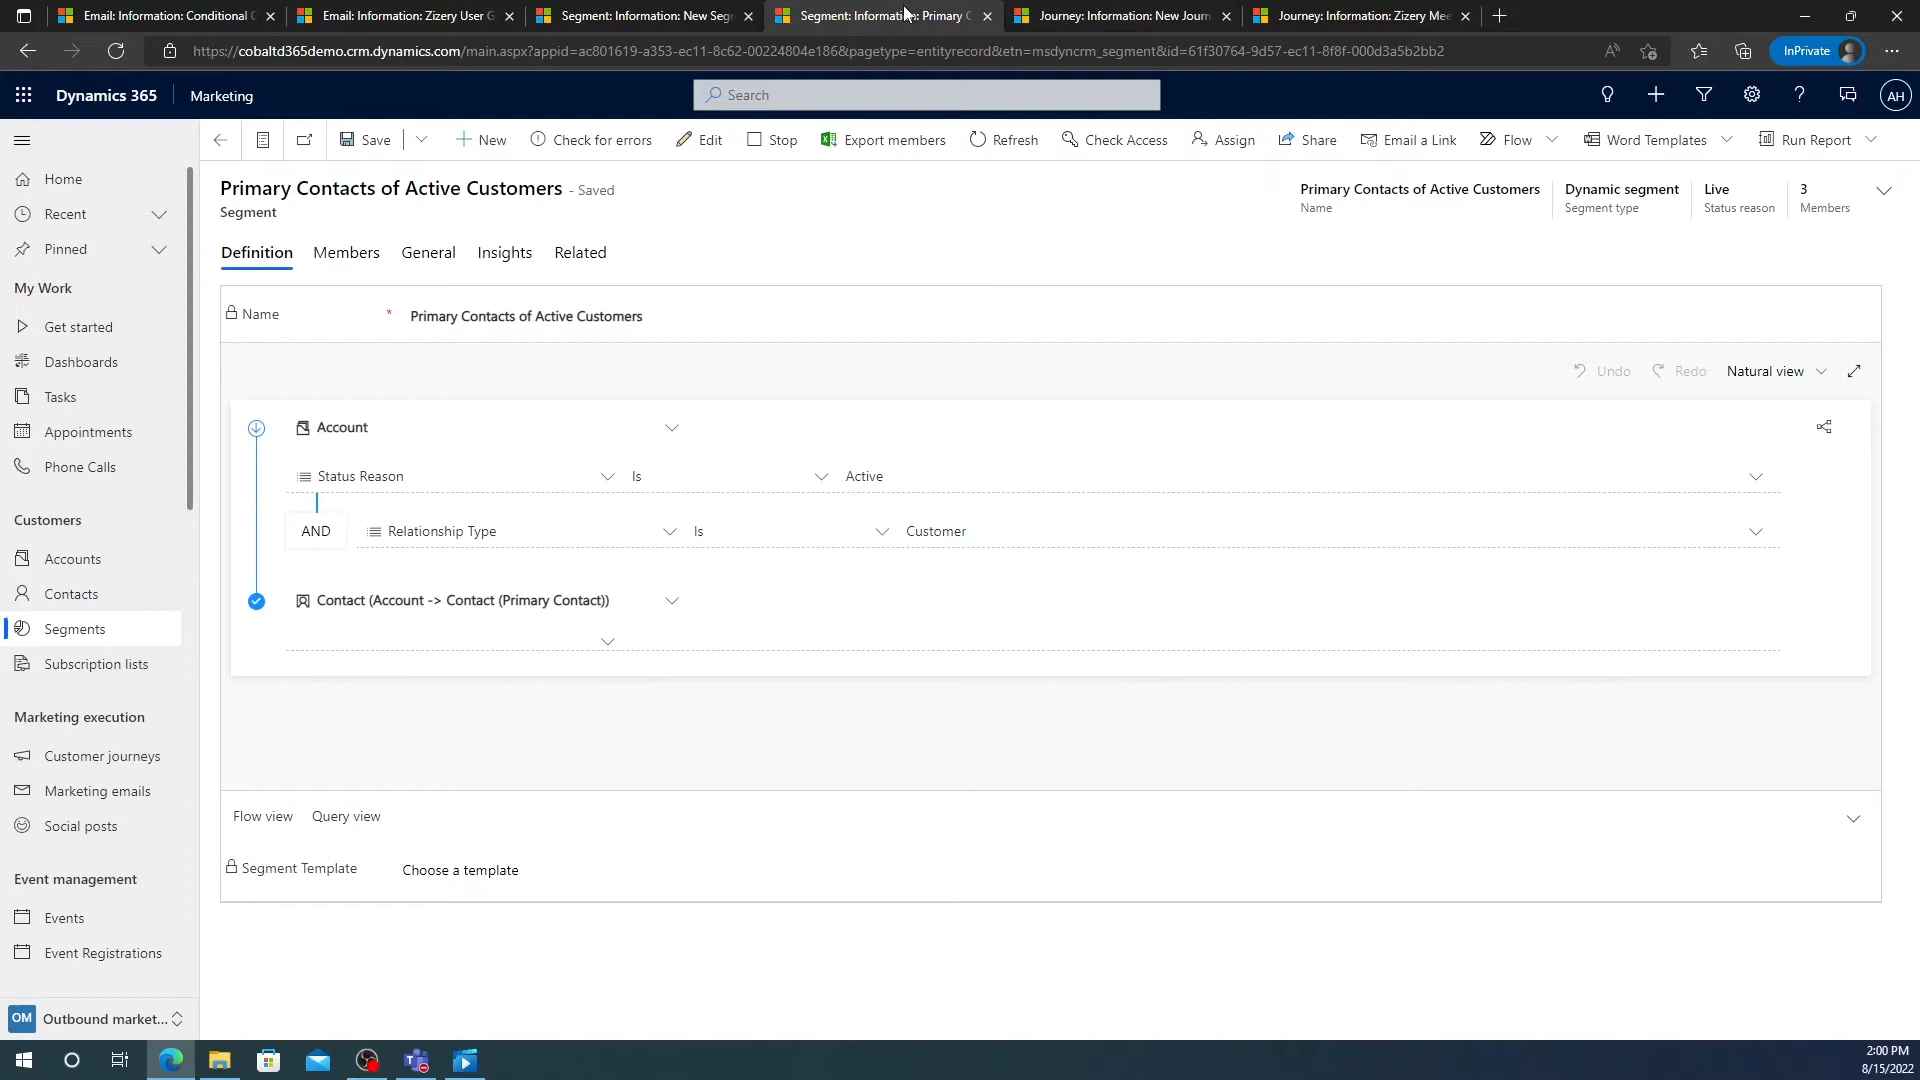 Email: Information: Conditional C
Email: Information: Zizery User G
Segment: Information: New Seg
Segment: Information: Primary C
Journey: Information: New Journ
Journey: Information: Zizery Mee
https://cobaltd365demo.crm.dynamics.com/main.aspx?appid=ac801619-a353-ec11-8c62-00224804e186&pagetype=entityrecord&etn=msdyncrm_segment&id=61f30764-9d57-ec11-8f8f-000d3a5b2bb2
InPrivate
Dynamics 365
Marketing
Search
AH
Save
New
Check for errors
Edit
Stop
Export members
Refresh
Check Access
Assign
Share
Email a Link
Flow
Word Templates
Run Report
Home
Recent
Pinned
My Work
Get started
Dashboards
Tasks
Appointments
Phone Calls
Customers
Accounts
Contacts
Segments
Subscription lists
Marketing execution
Customer journeys
Marketing emails
Social posts
Event management
Events
Event Registrations
OM
Outbound market...
Primary Contacts of Active Customers - Saved
Segment
Primary Contacts of Active Customers
Name
Dynamic segment
Segment type
Live
Status reason
3
Members
Definition
Members
General
Insights
Related
Name * Primary Contacts of Active Customers
Undo
Redo
Natural view
Account
Status Reason Is Active
AND Relationship Type Is Customer
Contact (Account -> Contact (Primary Contact))
Flow view
Query view
Segment Template
Choose a template
2:00 PM
8/15/2022